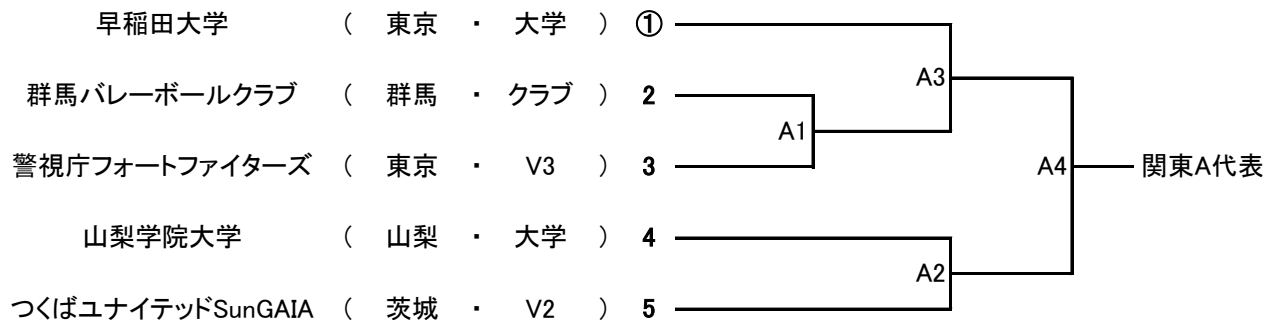 早稲田大学 ( 東京 ・ 大学 ) ①
A3
群馬バレーボールクラブ ( 群馬 ・ クラブ ) 2
A1
警視庁フォートファイターズ ( 東京 ・ V3 ) 3
A4 関東A代表
山梨学院大学 ( 山梨 ・ 大学 ) 4
A2
つくばユナイテッドSunGAIA ( 茨城 ・ V2 ) 5